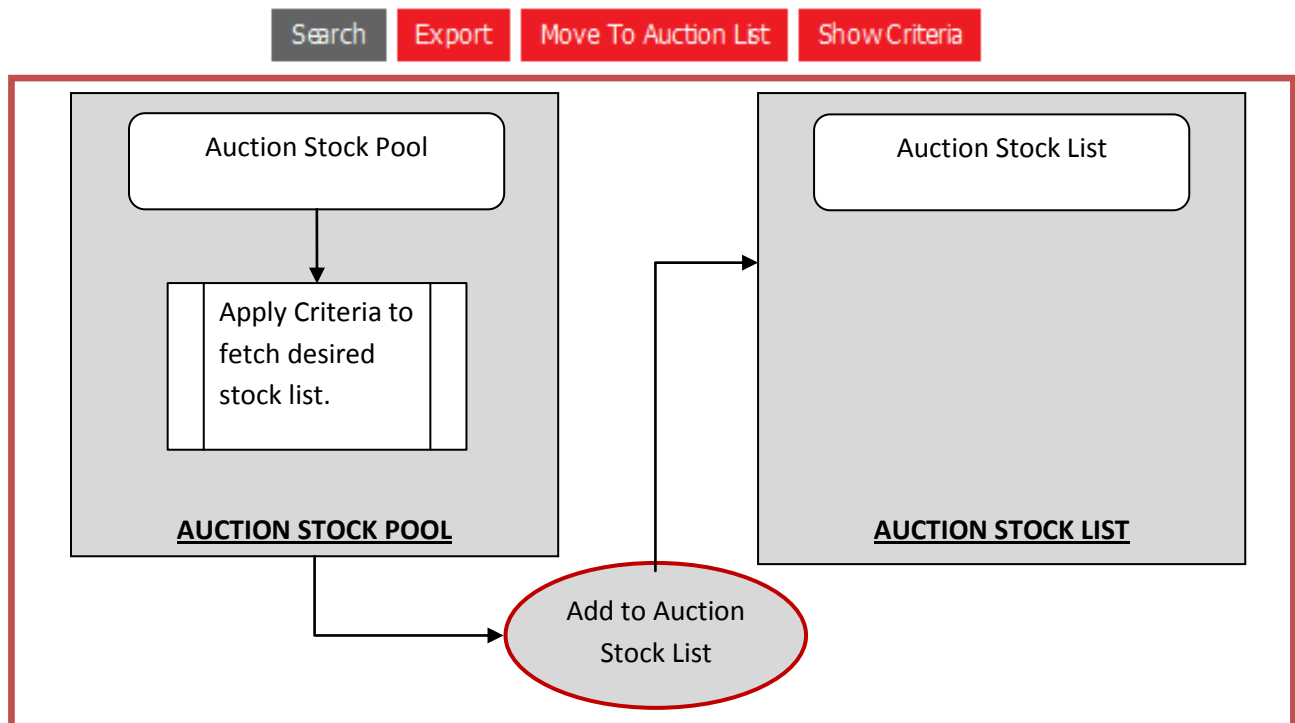 Search Export Move To Auction List Show Criteria
Auction Stock Pool
Apply Criteria to
fetch desired
stock list.
AUCTION STOCK POOL
Auction Stock List
AUCTION STOCK LIST
Add to Auction
Stock List